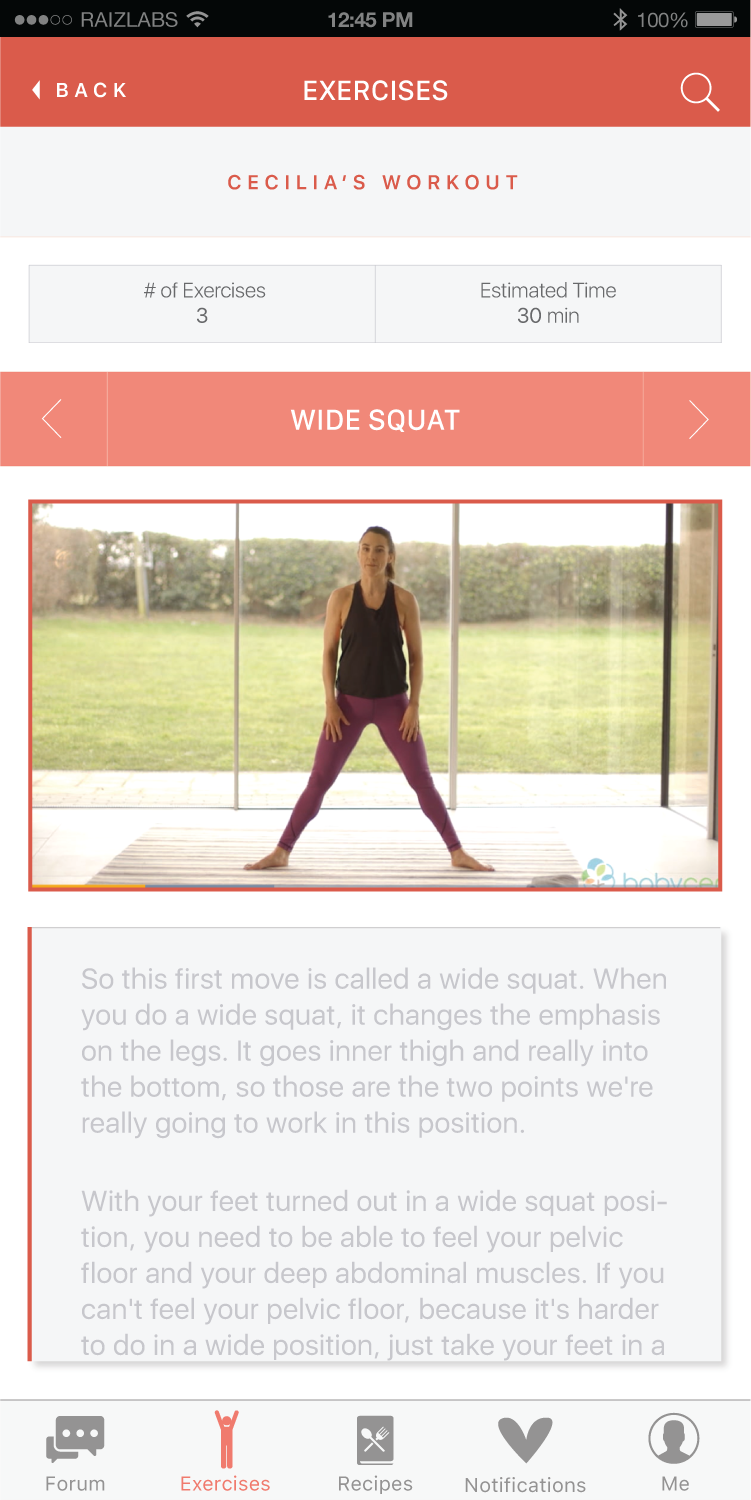 RAIZLABS 12:45 PM 100%
BACK EXERCISES
CECILIA‘S WORKOUT
# of Exercises
3
Estimated Time
30 min
WIDE SQUAT
So this first move is called a wide squat. When
you do a wide squat, it changes the emphasis
on the legs. It goes inner thigh and really into
the bottom, so those are the two points we're
really going to work in this position.
With your feet turned out in a wide squat posi-
tion, you need to be able to feel your pelvic
floor and your deep abdominal muscles. If you
can't feel your pelvic floor, because it's harder
to do in a wide position, just take your feet in a
Forum Exercises Recipes Notifications Me